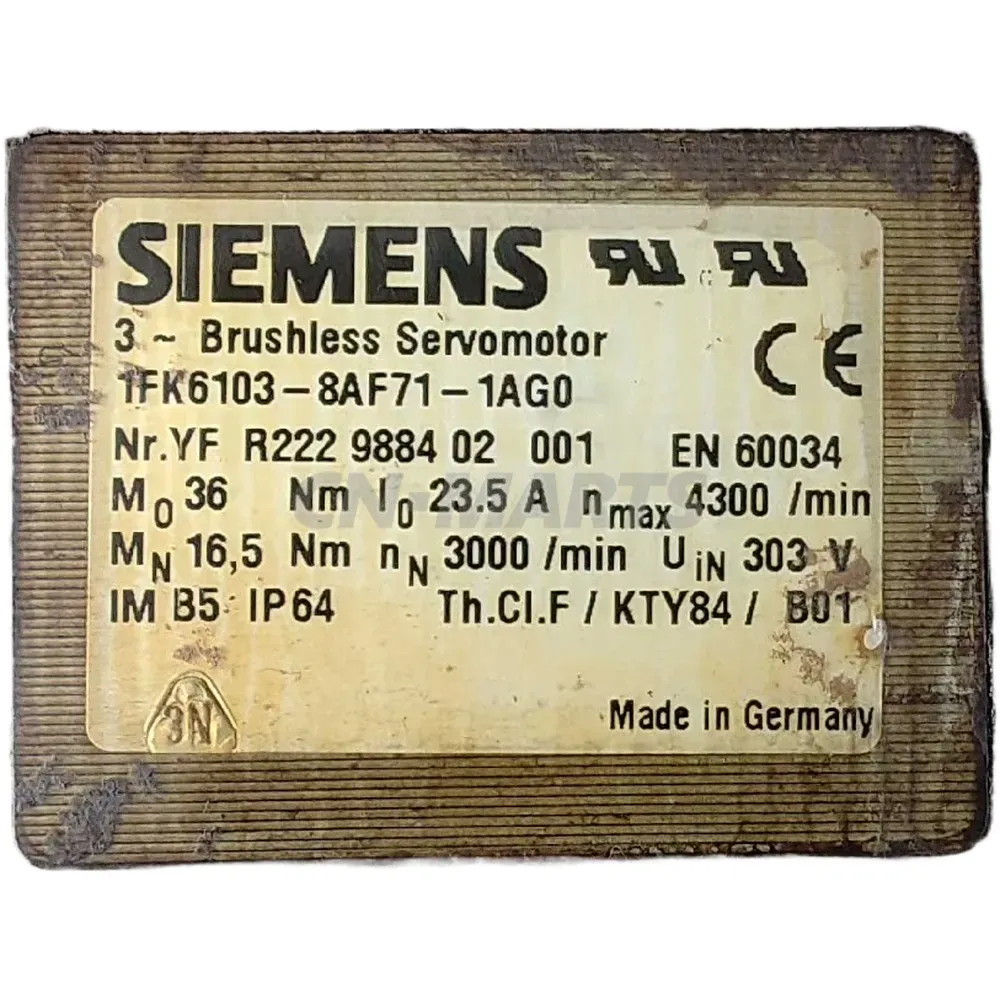 SIEMENS
3 ~ Brushless Servomotor
1FK6103-8AF71-1AG0
Nr.YF R222 9884 02 001 EN 60034
M0 36 Nm I0 23.5 A nmax 4300 /min
MN 16,5 Nm nN 3000 /min UiN 303 V
IM B5 IP64 Th.Cl.F / KTY84 / B01
3N
Made in Germany
CN-MARTS